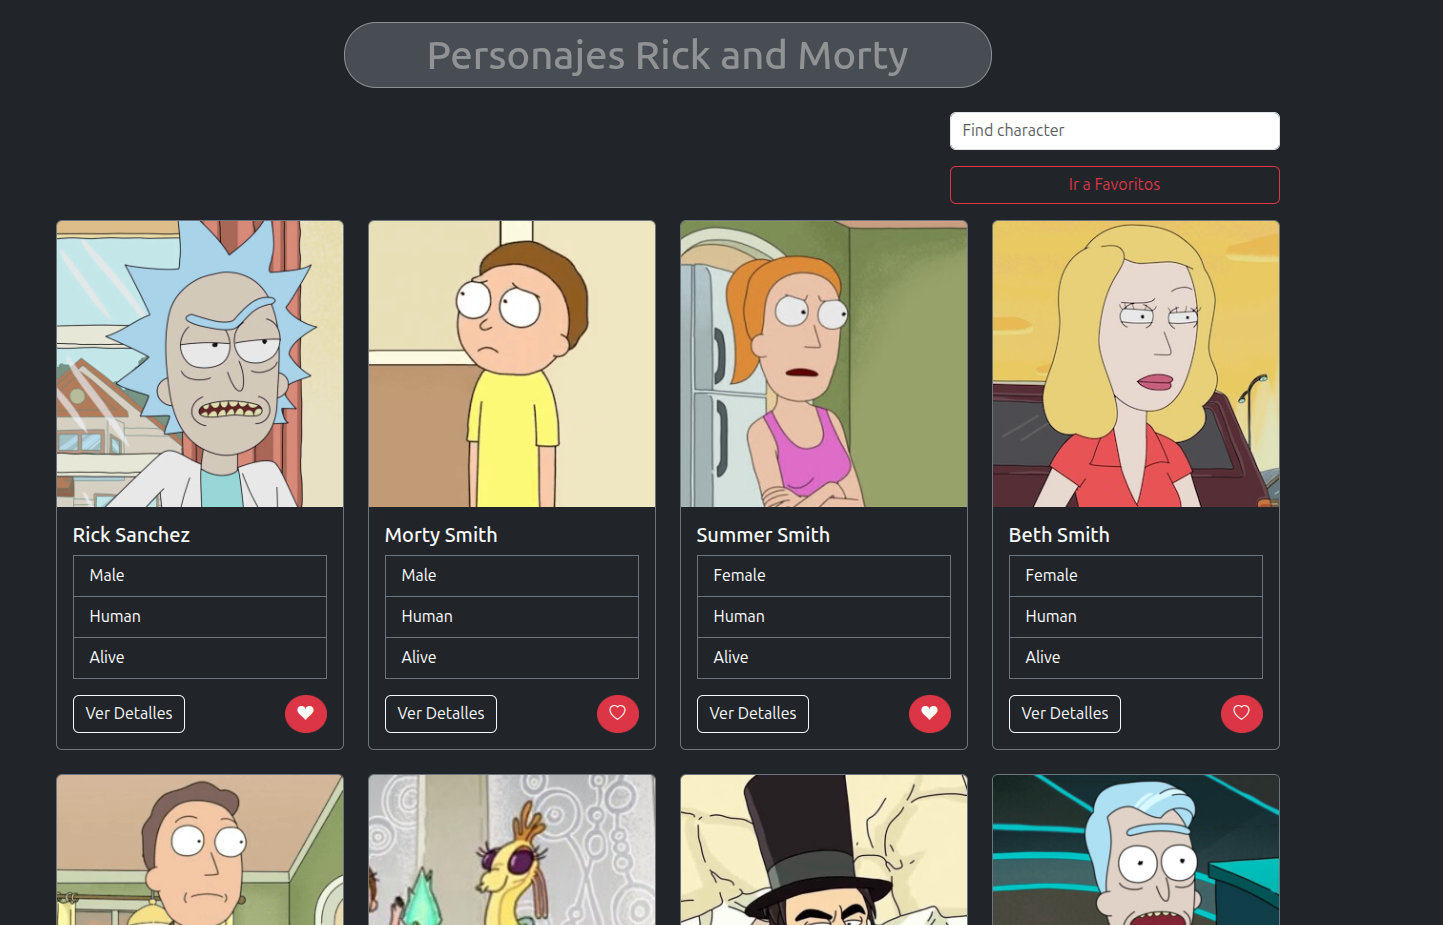 Personajes Rick and Morty
Find character
Ir a Favoritos
Rick Sanchez
Male
Human
Alive
Ver Detalles
Morty Smith
Male
Human
Alive
Ver Detalles
Summer Smith
Female
Human
Alive
Ver Detalles
Beth Smith
Female
Human
Alive
Ver Detalles